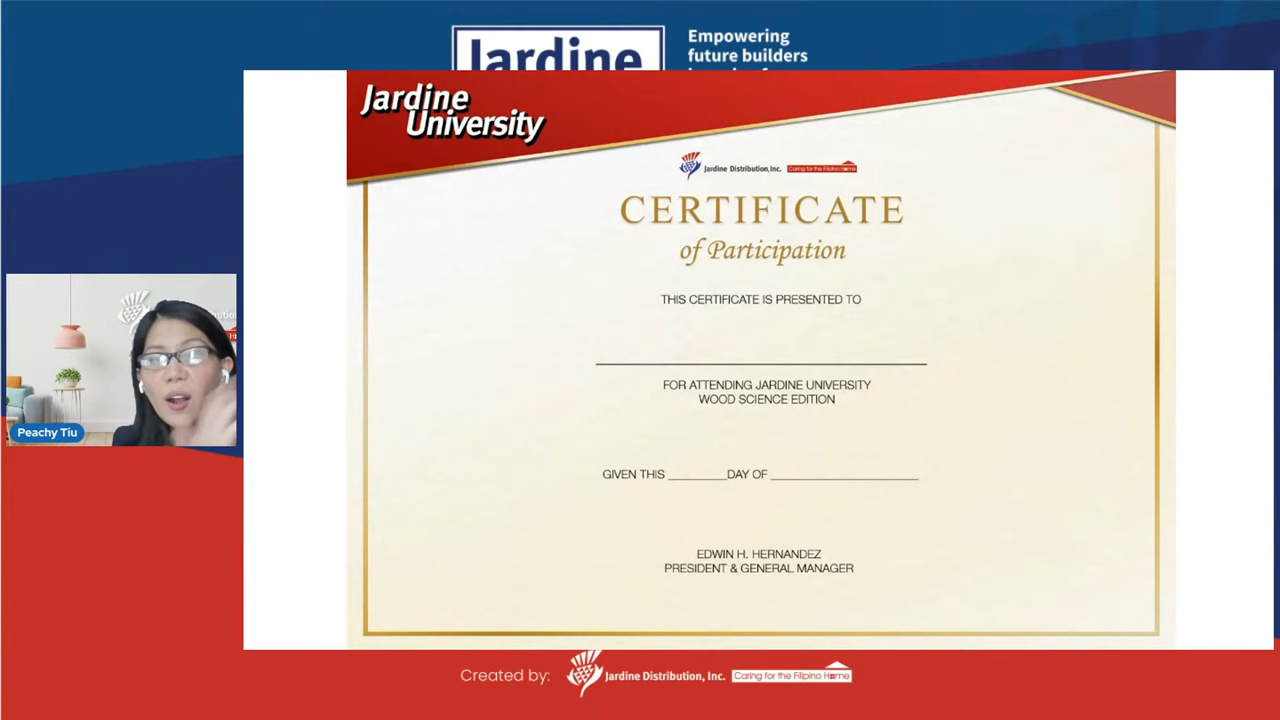 Jardine
Empowering
future builders
Jardine
University
Jardine Distribution, Inc. Caring for the Filipino Home
CERTIFICATE
of Participation
THIS CERTIFICATE IS PRESENTED TO
FOR ATTENDING JARDINE UNIVERSITY
WOOD SCIENCE EDITION
GIVEN THIS ________DAY OF ____________________
EDWIN H. HERNANDEZ
PRESIDENT & GENERAL MANAGER
Peachy Tiu
Created by: Jardine Distribution, Inc. Caring for the Filipino Home